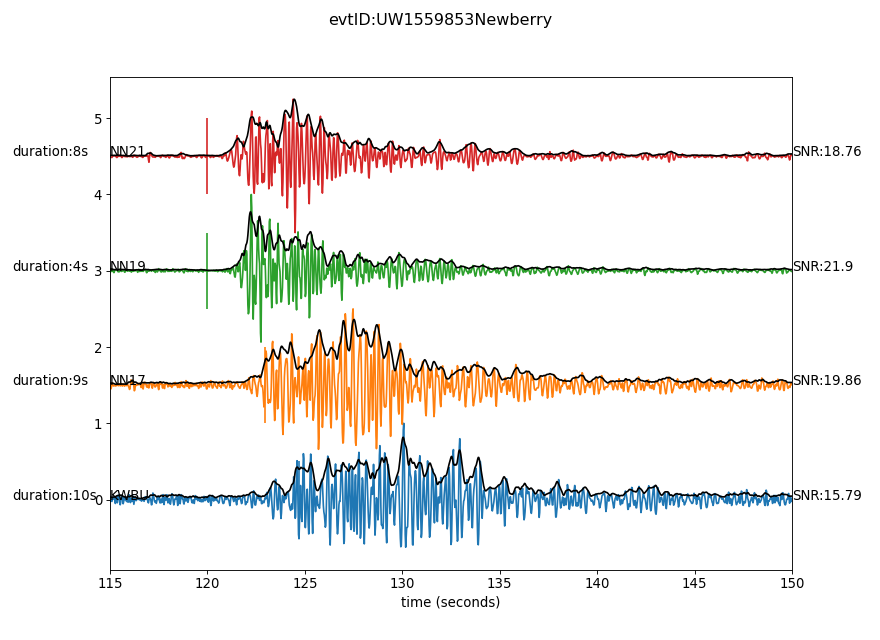 evtID:UW1559853Newberry
5
duration:8s NN21 SNR:18.76
4
duration:4s 3 NN19 SNR:21.9
2
duration:9s NN17 SNR:19.86
1
duration:10s 0 KWBU SNR:15.79
115 120 125 130 135 140 145 150
time (seconds)